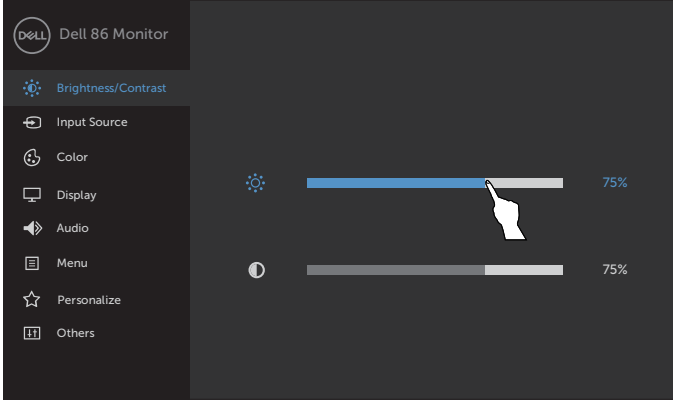 DELL
Dell 86 Monitor
Brightness/Contrast
Input Source
Color
Display
Audio
Menu
Personalize
Others
75%
75%